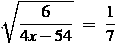 √(6/(4x − 54)) = 1/7